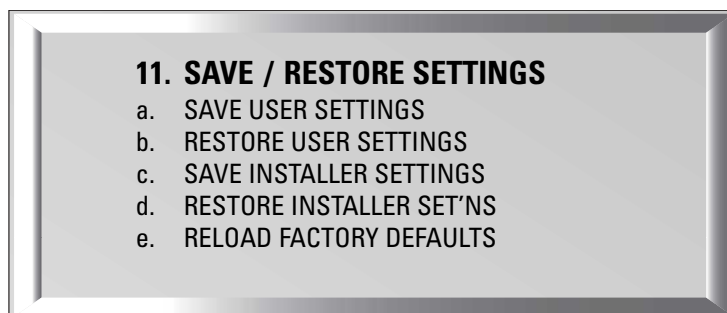 11. SAVE / RESTORE SETTINGS
a. SAVE USER SETTINGS
b. RESTORE USER SETTINGS
c. SAVE INSTALLER SETTINGS
d. RESTORE INSTALLER SET’NS
e. RELOAD FACTORY DEFAULTS